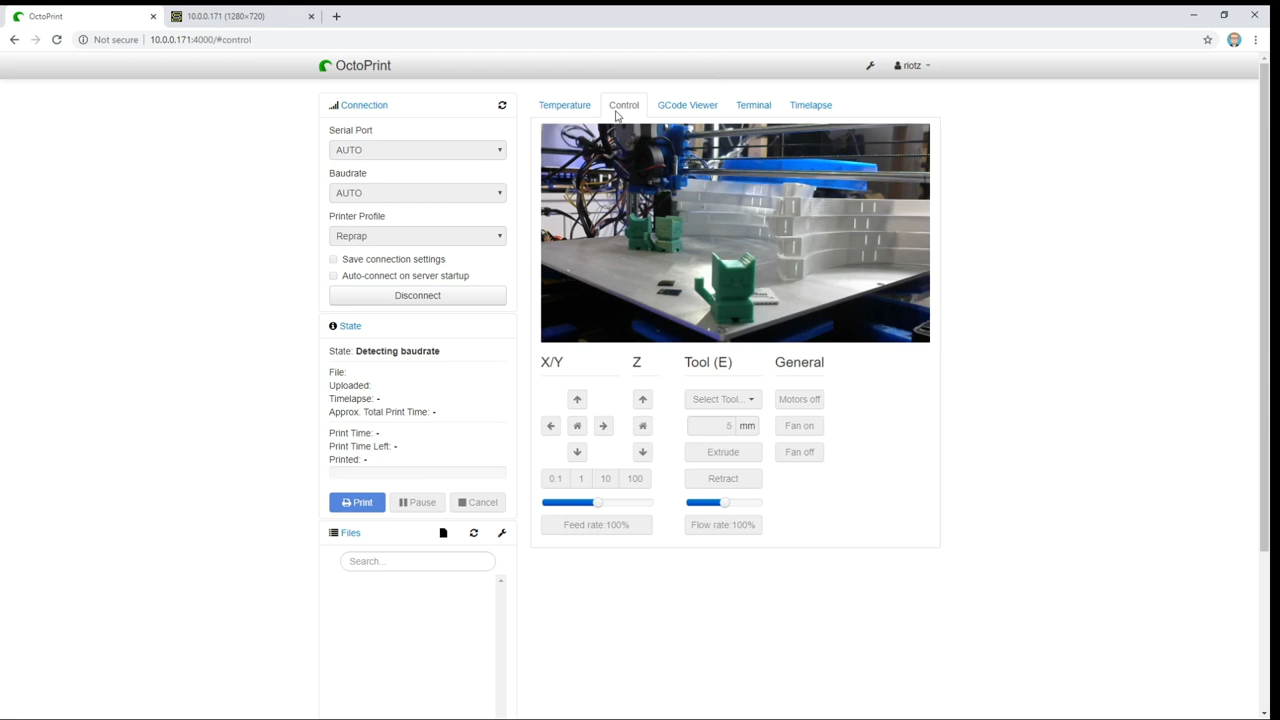 OctoPrint
10.0.0.171 (1280×720)
Not secure
10.0.0.171:4000/#control
OctoPrint
riotz
Connection
Serial Port
AUTO
Baudrate
AUTO
Printer Profile
Reprap
Save connection settings
Auto-connect on server startup
Disconnect
State
State: Detecting baudrate
File:
Uploaded:
Timelapse: -
Approx. Total Print Time: -
Print Time: -
Print Time Left: -
Printed: -
Print
Pause
Cancel
Files
Search...
Temperature
Control
GCode Viewer
Terminal
Timelapse
X/Y
Z
Tool (E)
General
Select Tool...
Motors off
5 mm
Fan on
Extrude
Fan off
0.1
1
10
100
Retract
Feed rate:100%
Flow rate:100%